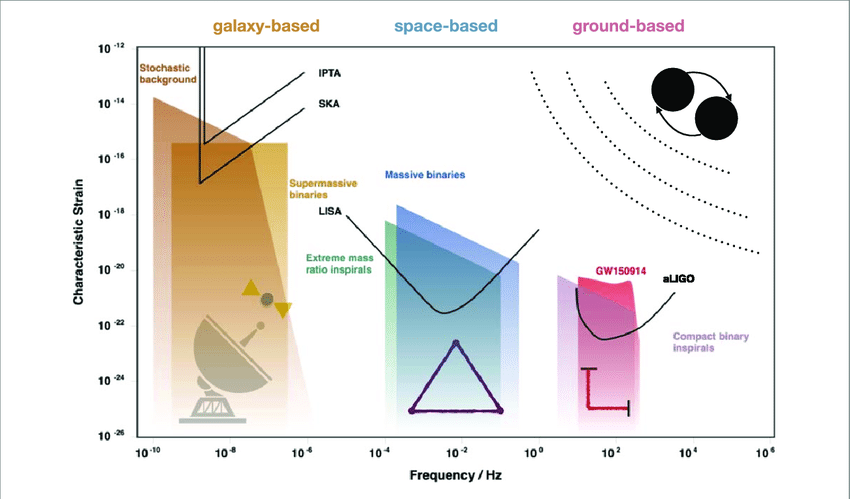 galaxy-based space-based ground-based
10 -12
10 -14
10 -16
10 -18
10 -20
10 -22
10 -24
10 -26
Characteristic Strain
Stochastic
background
IPTA
SKA
Supermassive
binaries
LISA
Massive binaries
Extreme mass
ratio inspirals
GW150914
aLIGO
Compact binary
inspirals
10 -10 10 -8 10 -6 10 -4 10 -2 10 0 10 2 10 4 10 6
Frequency / Hz